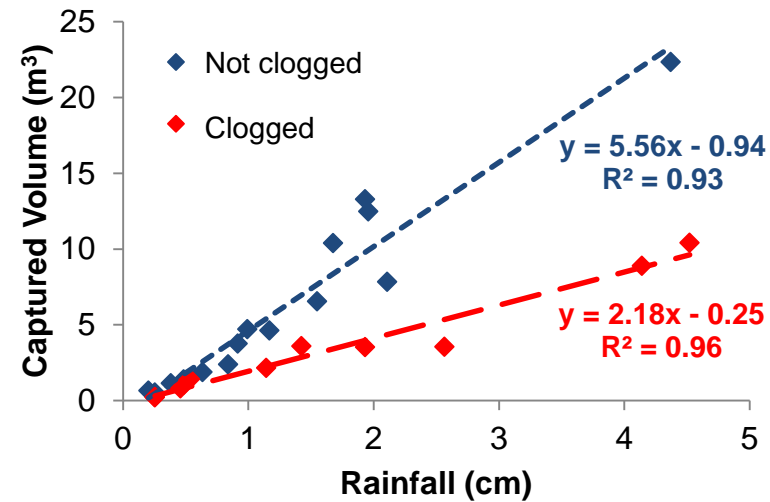 25
20
15
10
5
0
Captured Volume (m³)
Not clogged
Clogged
y = 5.56x - 0.94
R² = 0.93
y = 2.18x - 0.25
R² = 0.96
0 1 2 3 4 5
Rainfall (cm)